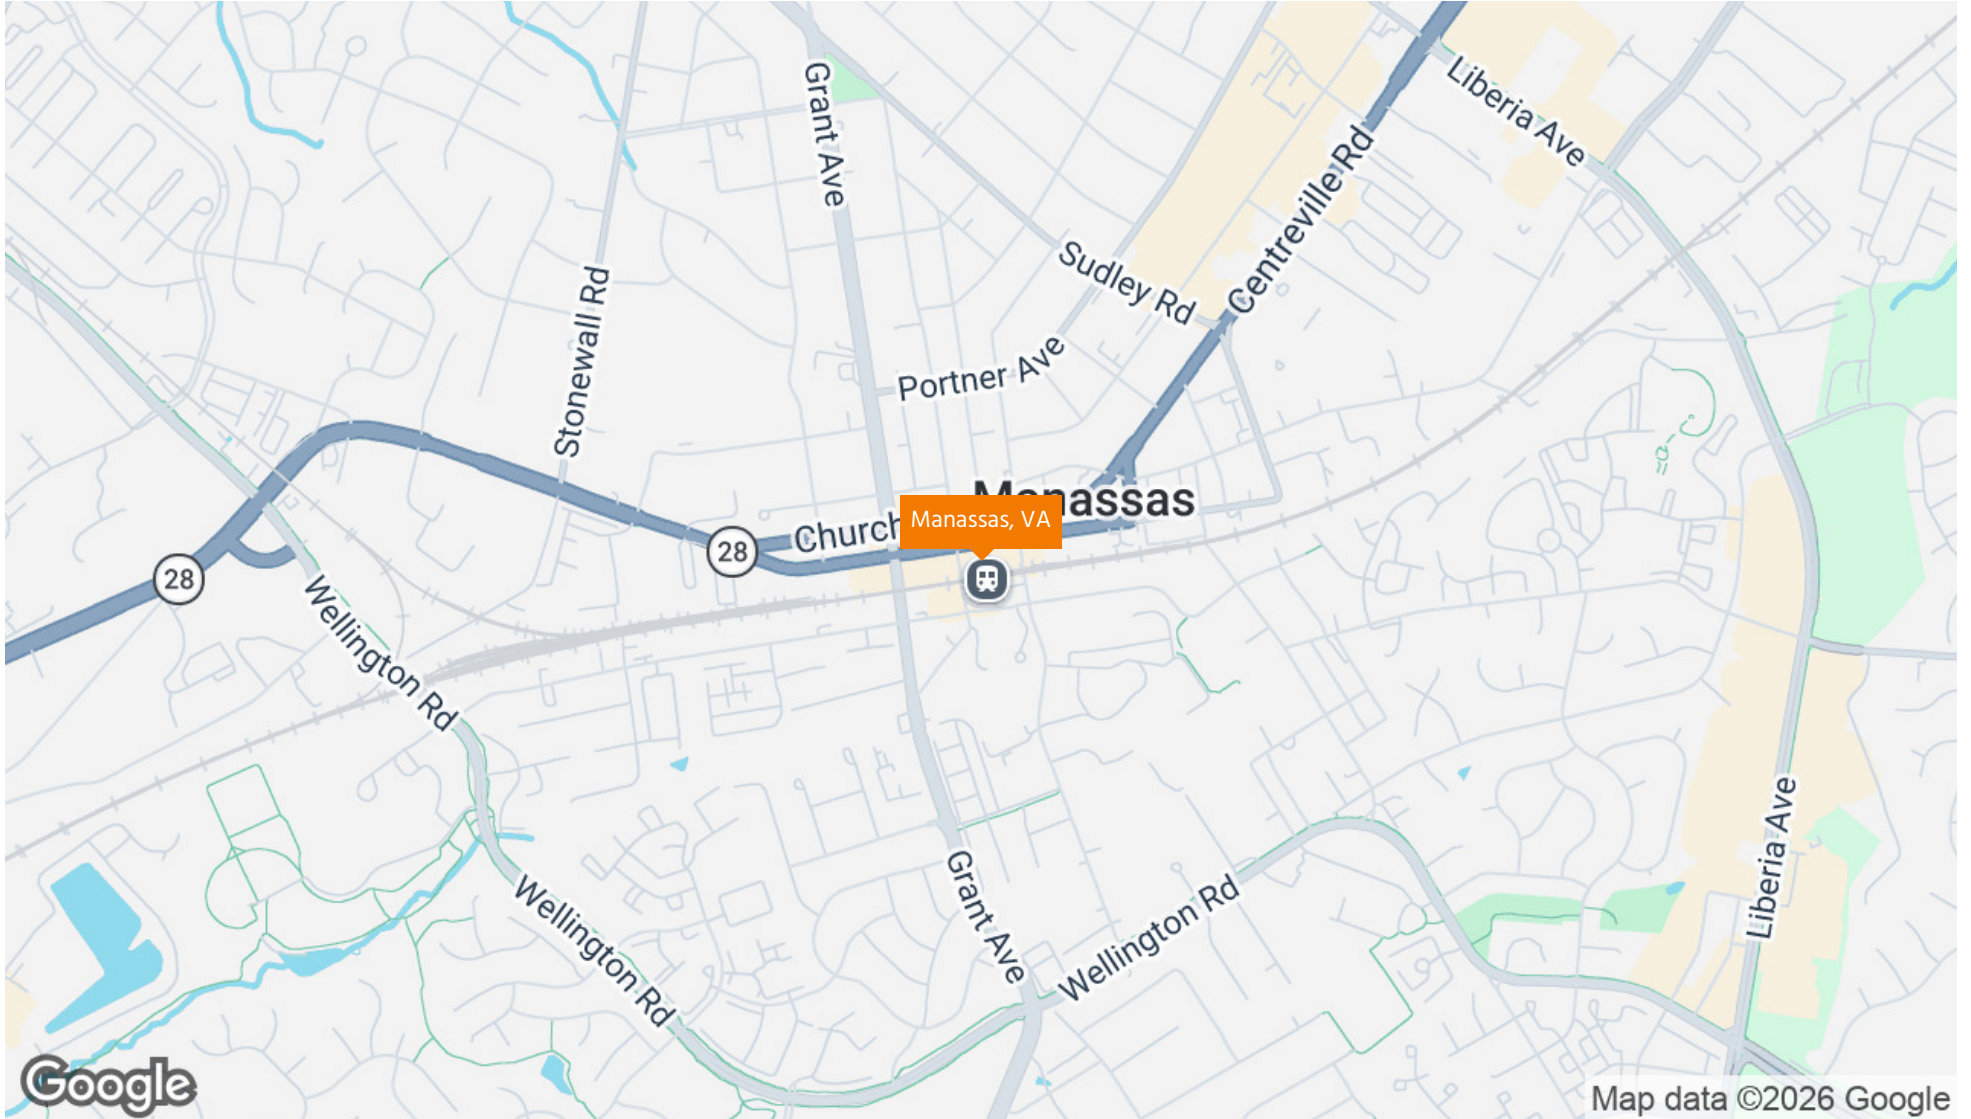 Grant Ave
Liberia Ave
Centreville Rd
Sudley Rd
Stonewall Rd
Portner Ave
Manassas
Church
Manassas, VA
28
28
Wellington Rd
Liberia Ave
Grant Ave
Wellington Rd
Wellington Rd
Google
Map data ©2026 Google